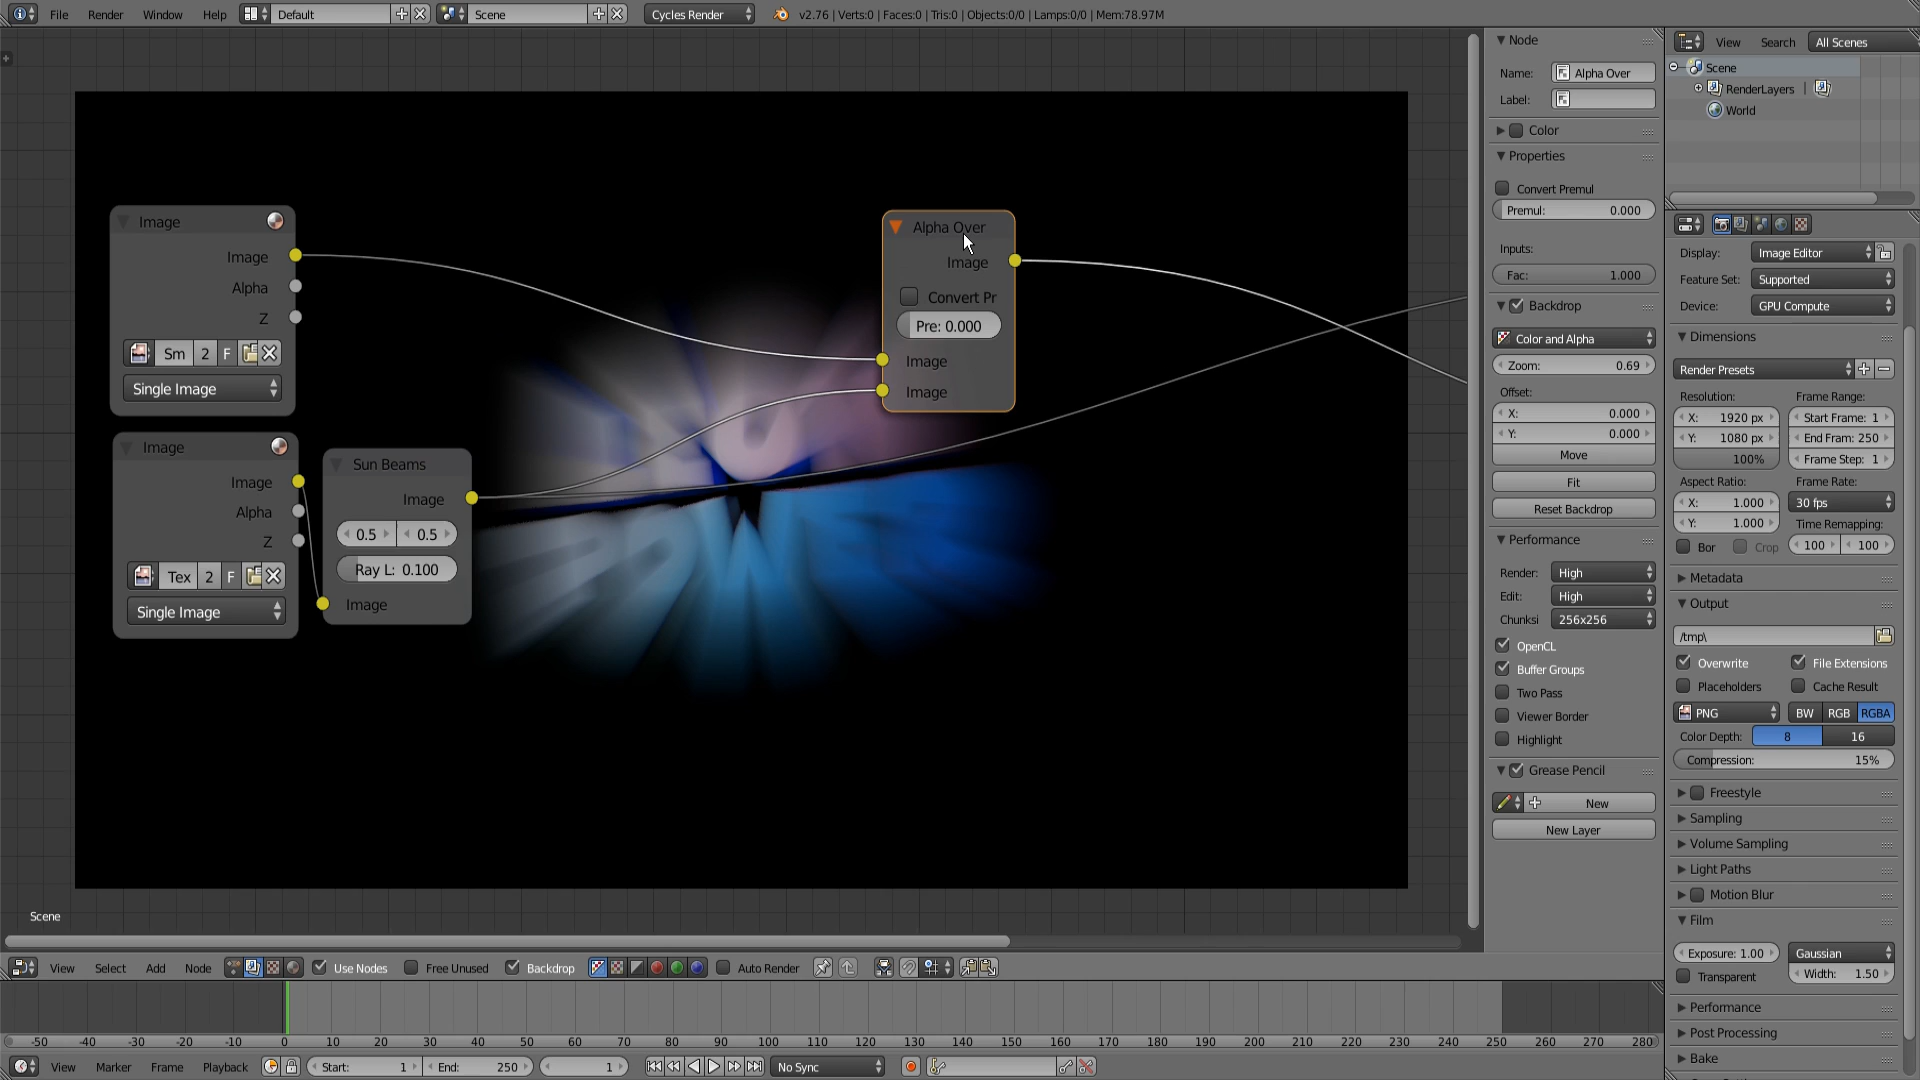 File Render Window Help Default Scene Cycles Render v2.76 | Verts:0 | Faces:0 | Tris:0 | Objects:0/0 | Lamps:0/0 | Mem:78.97M
Image
Image
Alpha
Z
Sm 2 F
Single Image
Image
Image
Alpha
Z
Tex 2 F
Single Image
Sun Beams
Image
0.5 0.5
Ray L: 0.100
Image
Alpha Over
Image
Convert Pr
Pre: 0.000
Image
Image
POWER
Scene
Node
Name: Alpha Over
Label:
Color
Properties
Convert Premul
Premul: 0.000
Inputs:
Fac: 1.000
Backdrop
Color and Alpha
Zoom: 0.69
Offset:
X: 0.000
Y: 0.000
Move
Fit
Reset Backdrop
Performance
Render: High
Edit: High
Chunksi 256x256
OpenCL
Buffer Groups
Two Pass
Viewer Border
Highlight
Grease Pencil
New
New Layer
View Search All Scenes
Scene
RenderLayers |
World
Display: Image Editor
Feature Set: Supported
Device: GPU Compute
Dimensions
Render Presets
Resolution: Frame Range:
X: 1920 px Start Frame: 1
Y: 1080 px End Fram: 250
100% Frame Step: 1
Aspect Ratio: Frame Rate:
X: 1.000 30 fps
Y: 1.000 Time Remapping:
Bor Crop 100 100
Metadata
Output
/tmp\
Overwrite File Extensions
Placeholders Cache Result
PNG BW RGB RGBA
Color Depth: 8 16
Compression: 15%
Freestyle
Sampling
Volume Sampling
Light Paths
Motion Blur
Film
Exposure: 1.00 Gaussian
Transparent Width: 1.50
Performance
Post Processing
Bake
View Select Add Node Use Nodes Free Unused Backdrop Auto Render
-50 -40 -30 -20 -10 0 10 20 30 40 50 60 70 80 90 100 110 120 130 140 150 160 170 180 190 200 210 220 230 240 250 260 270 280
View Marker Frame Playback Start: 1 End: 250 1 No Sync